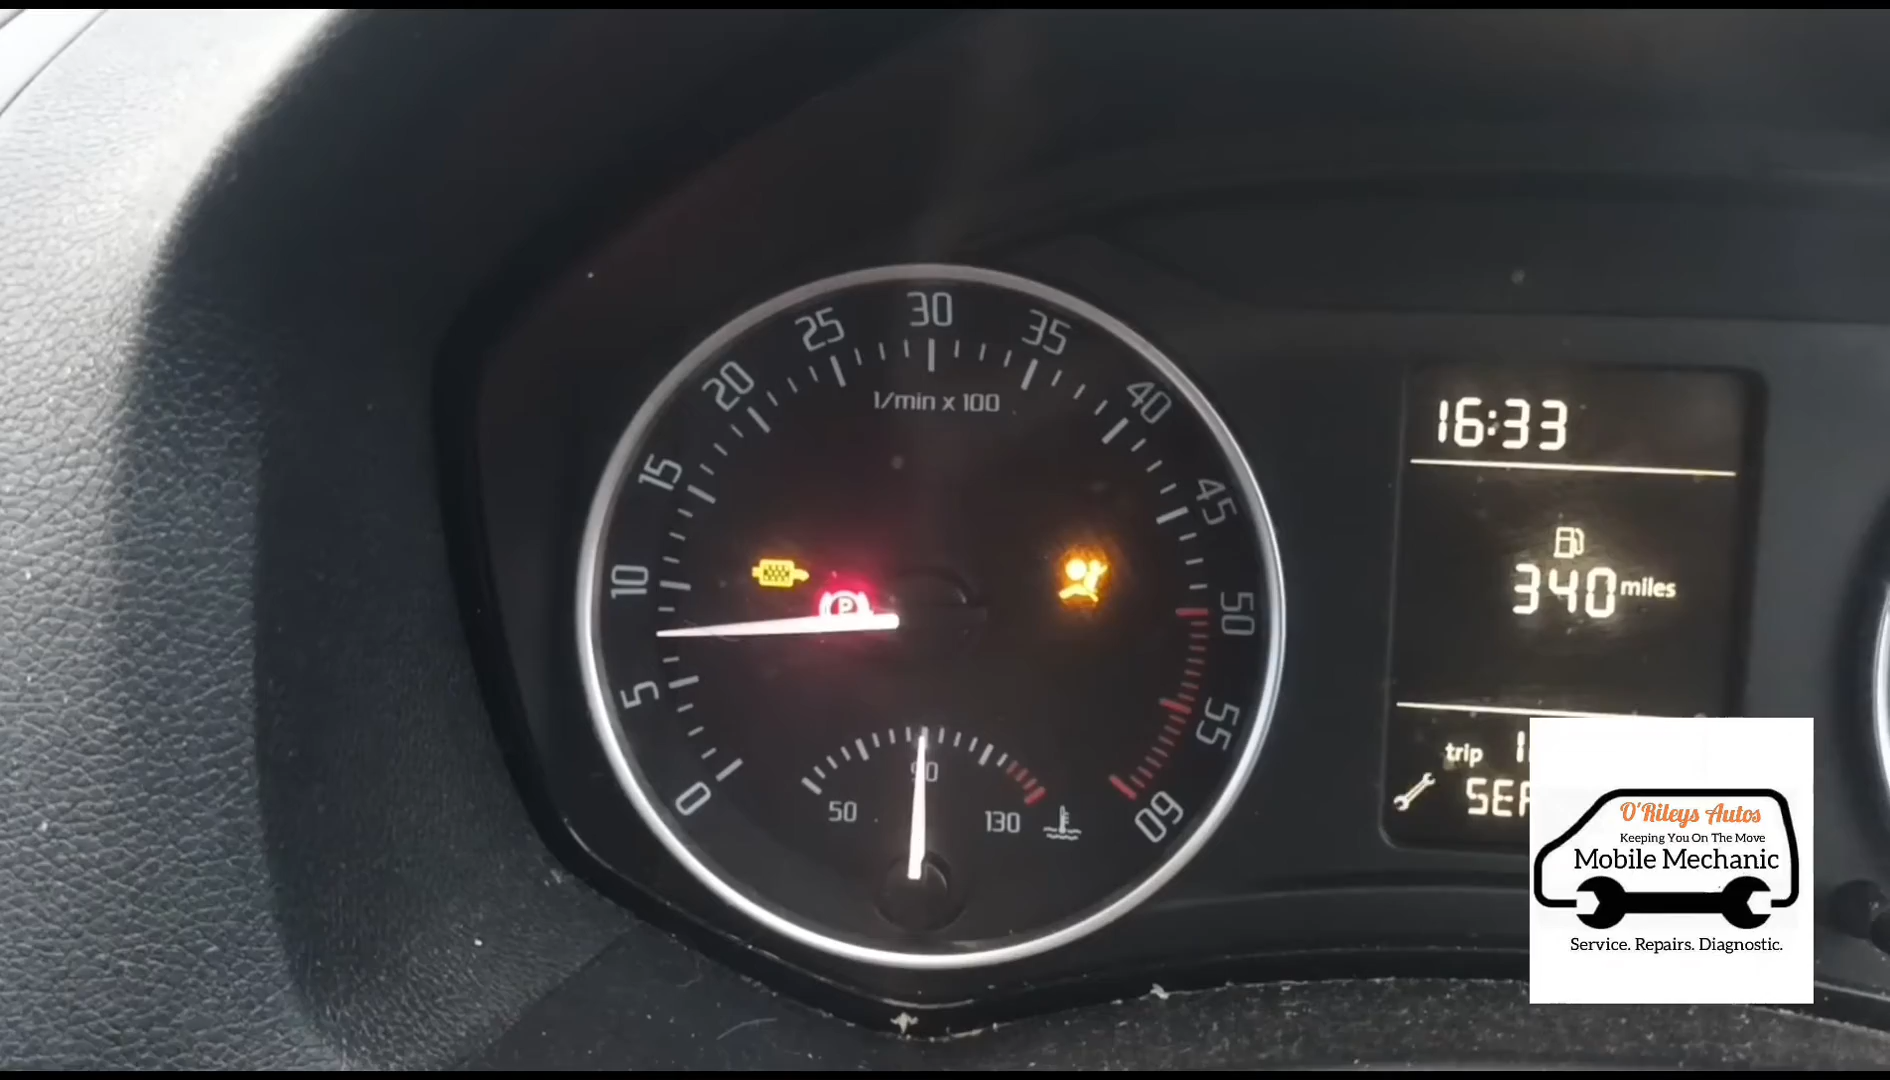 0
5
10
15
20
25
30
35
40
45
50
55
60
1/min x 100
P
50
90
130
16:33
340 miles
trip
O'Rileys Autos
Keeping You On The Move
Mobile Mechanic
Service. Repairs. Diagnostic.